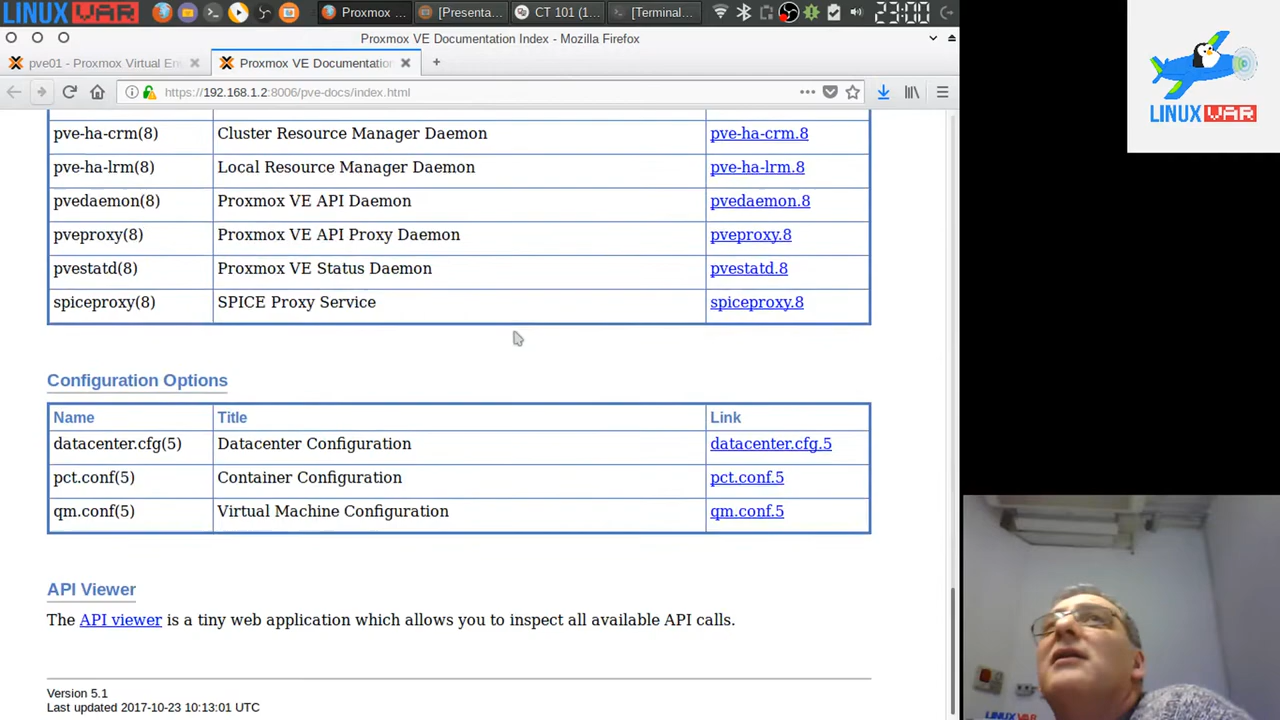 LINUX VAR
Proxmox ...
[Presenta...
CT 101 (1...
[Terminal...
23:00
Proxmox VE Documentation Index - Mozilla Firefox
pve01 - Proxmox Virtual En
Proxmox VE Documentation
https://192.168.1.2:8006/pve-docs/index.html
LINUX VAR
pve-ha-crm(8) Cluster Resource Manager Daemon pve-ha-crm.8
pve-ha-lrm(8) Local Resource Manager Daemon pve-ha-lrm.8
pvedaemon(8) Proxmox VE API Daemon pvedaemon.8
pveproxy(8) Proxmox VE API Proxy Daemon pveproxy.8
pvestatd(8) Proxmox VE Status Daemon pvestatd.8
spiceproxy(8) SPICE Proxy Service spiceproxy.8
Configuration Options
Name Title Link
datacenter.cfg(5) Datacenter Configuration datacenter.cfg.5
pct.conf(5) Container Configuration pct.conf.5
qm.conf(5) Virtual Machine Configuration qm.conf.5
API Viewer
The API viewer is a tiny web application which allows you to inspect all available API calls.
Version 5.1
Last updated 2017-10-23 10:13:01 UTC
LINUX VAR